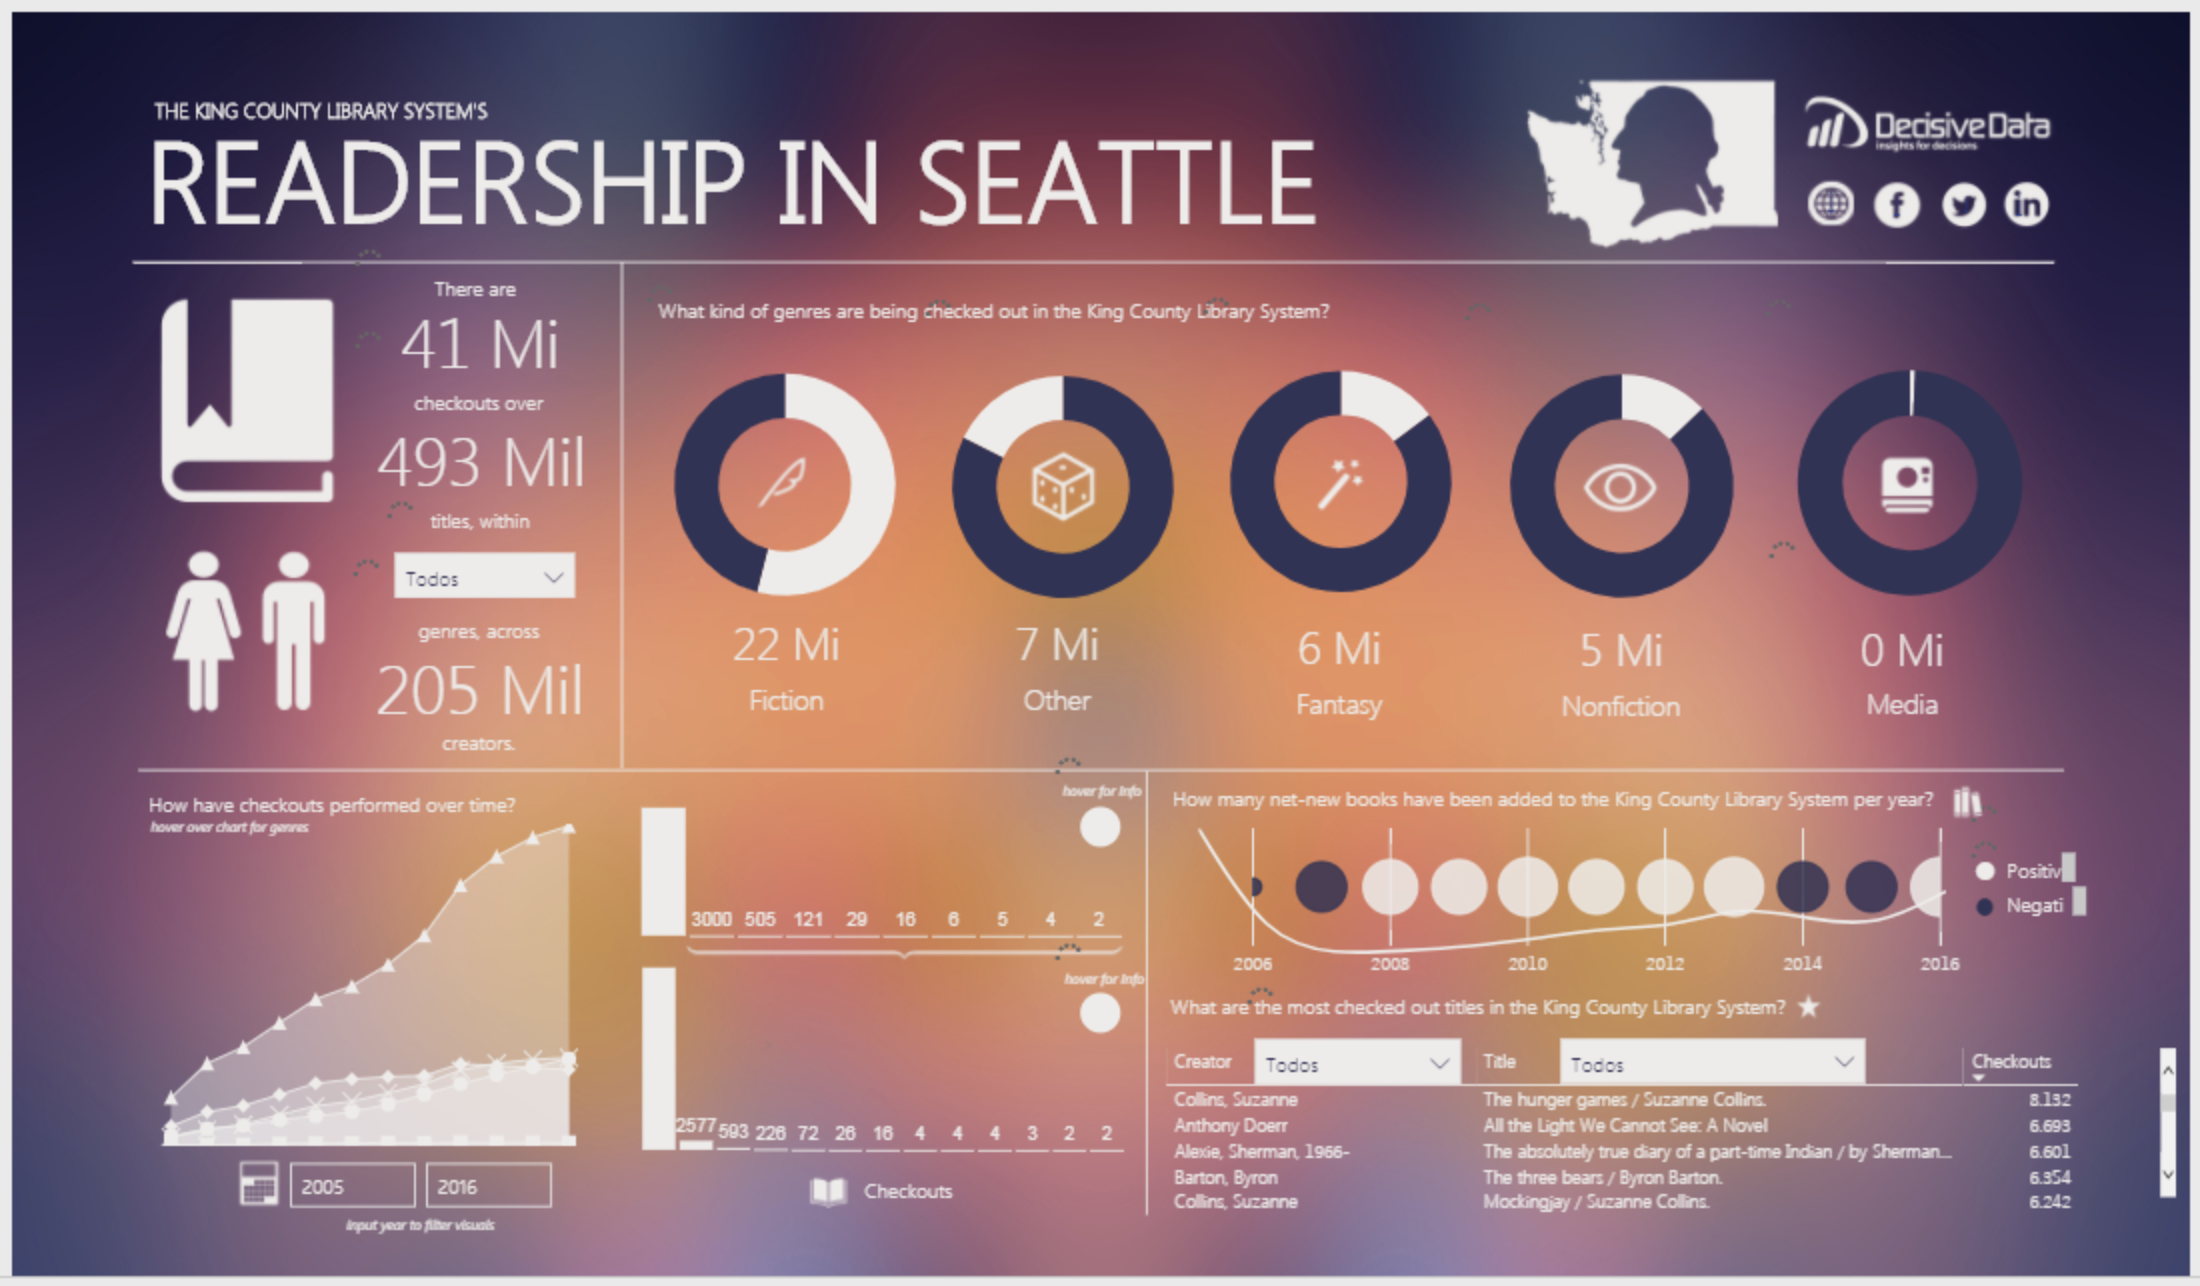 THE KING COUNTY LIBRARY SYSTEM'S
READERSHIP IN SEATTLE
DecisiveData
insights for decisions
There are
41 Mi
checkouts over
493 Mil
titles, within
Todos
genres, across
205 Mil
creators.
What kind of genres are being checked out in the King County Library System?
22 Mi
Fiction
7 Mi
Other
6 Mi
Fantasy
5 Mi
Nonfiction
0 Mi
Media
How have checkouts performed over time?
hover over chart for genres
2005 2016
input year to filter visuals
hover for Info
3000 505 121 29 16 6 5 4 2
hover for Info
2577 593 226 72 26 16 4 4 4 3 2 2
Checkouts
How many net-new books have been added to the King County Library System per year?
Positiv
Negati
2006 2008 2010 2012 2014 2016
What are the most checked out titles in the King County Library System?
Creator Todos Title Todos Checkouts
Collins, Suzanne The hunger games / Suzanne Collins. 8.132
Anthony Doerr All the Light We Cannot See: A Novel 6.693
Alexie, Sherman, 1966- The absolutely true diary of a part-time Indian / by Sherman... 6.601
Barton, Byron The three bears / Byron Barton. 6.354
Collins, Suzanne Mockingjay / Suzanne Collins. 6.242